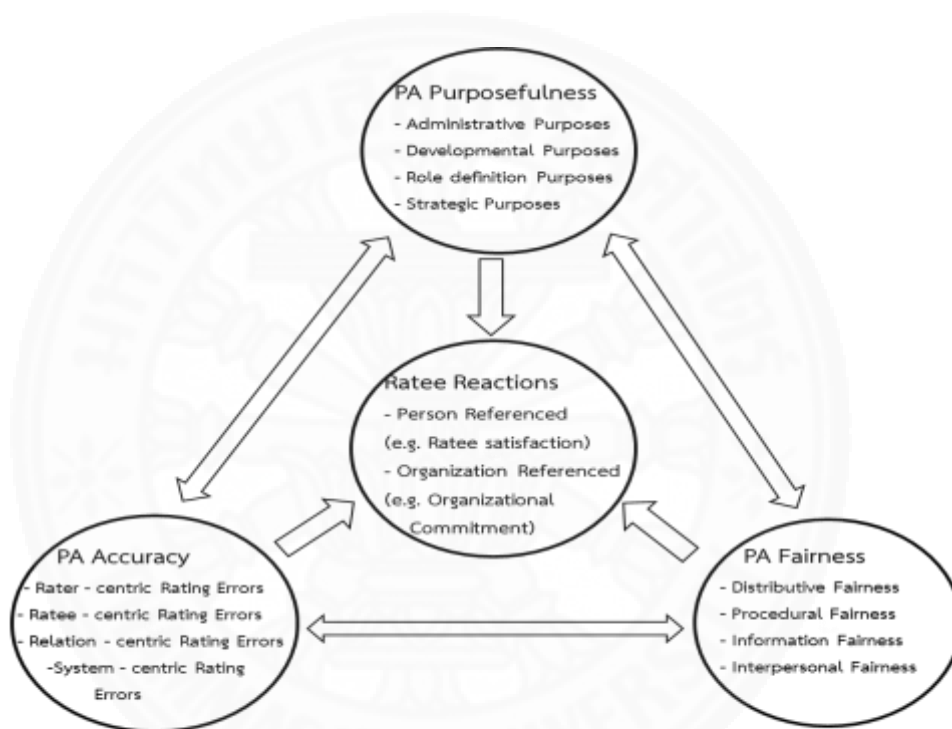 PA Purposefulness
- Administrative Purposes
- Developmental Purposes
- Role definition Purposes
- Strategic Purposes
Ratee Reactions
- Person Referenced
(e.g. Ratee satisfaction)
- Organization Referenced
(e.g. Organizational
Commitment)
PA Accuracy
- Rater - centric Rating Errors
- Ratee - centric Rating Errors
- Relation - centric Rating Errors
-System - centric Rating
Errors
PA Fairness
- Distributive Fairness
- Procedural Fairness
- Information Fairness
- Interpersonal Fairness